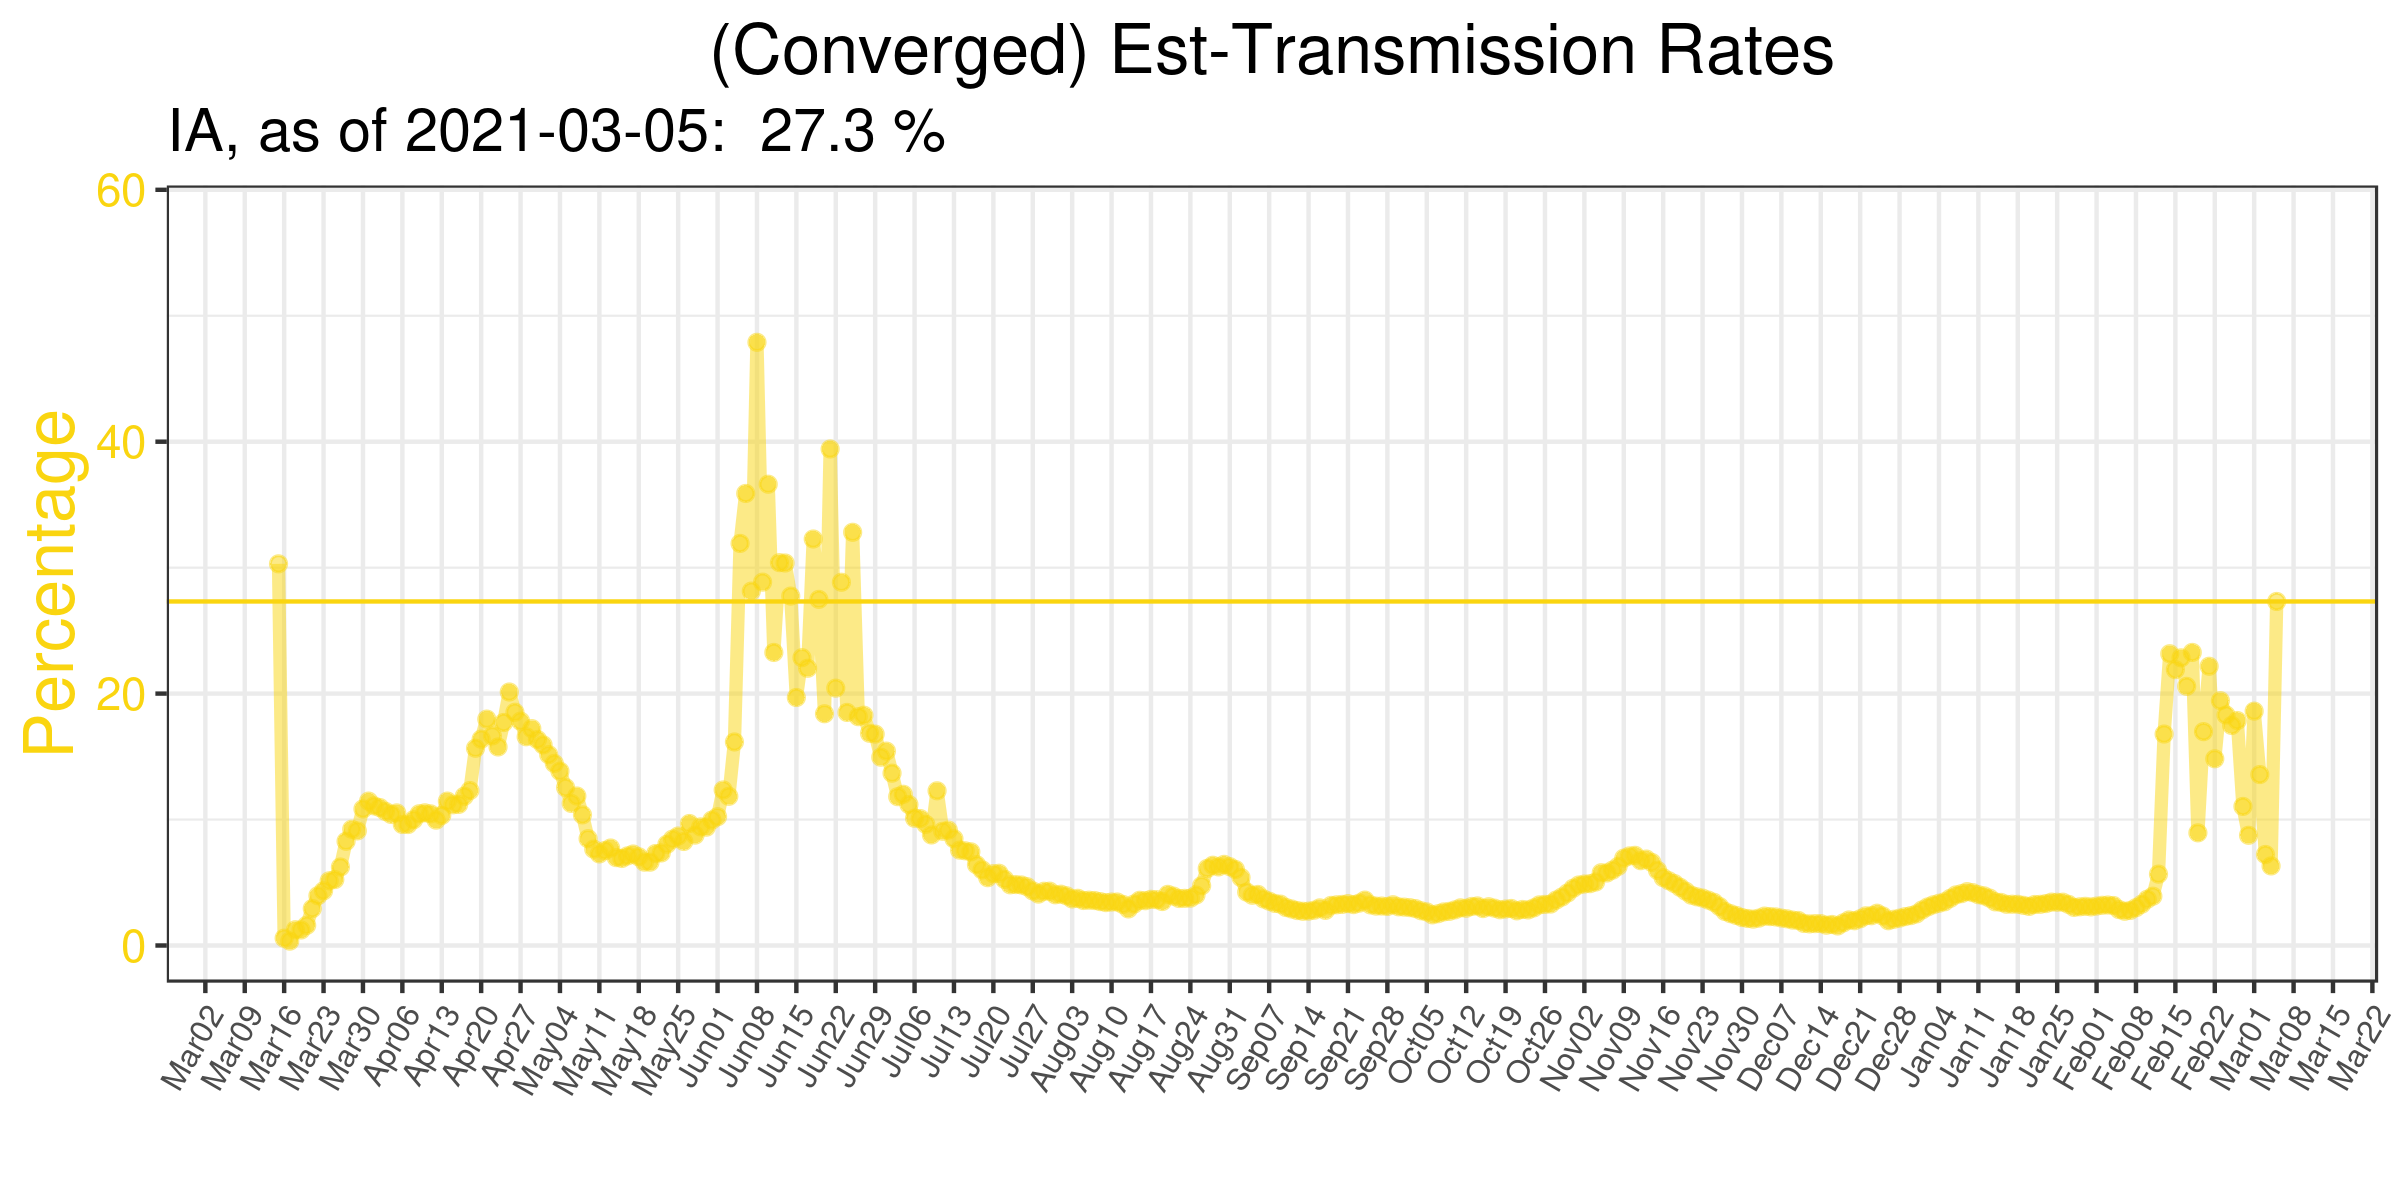 (Converged) Est-Transmission Rates
IA, as of 2021-03-05:  27.3 %
Percentage
60
40
20
0
Mar02
Mar09
Mar16
Mar23
Mar30
Apr06
Apr13
Apr20
Apr27
May04
May11
May18
May25
Jun01
Jun08
Jun15
Jun22
Jun29
Jul06
Jul13
Jul20
Jul27
Aug03
Aug10
Aug17
Aug24
Aug31
Sep07
Sep14
Sep21
Sep28
Oct05
Oct12
Oct19
Oct26
Nov02
Nov09
Nov16
Nov23
Nov30
Dec07
Dec14
Dec21
Dec28
Jan04
Jan11
Jan18
Jan25
Feb01
Feb08
Feb15
Feb22
Mar01
Mar08
Mar15
Mar22